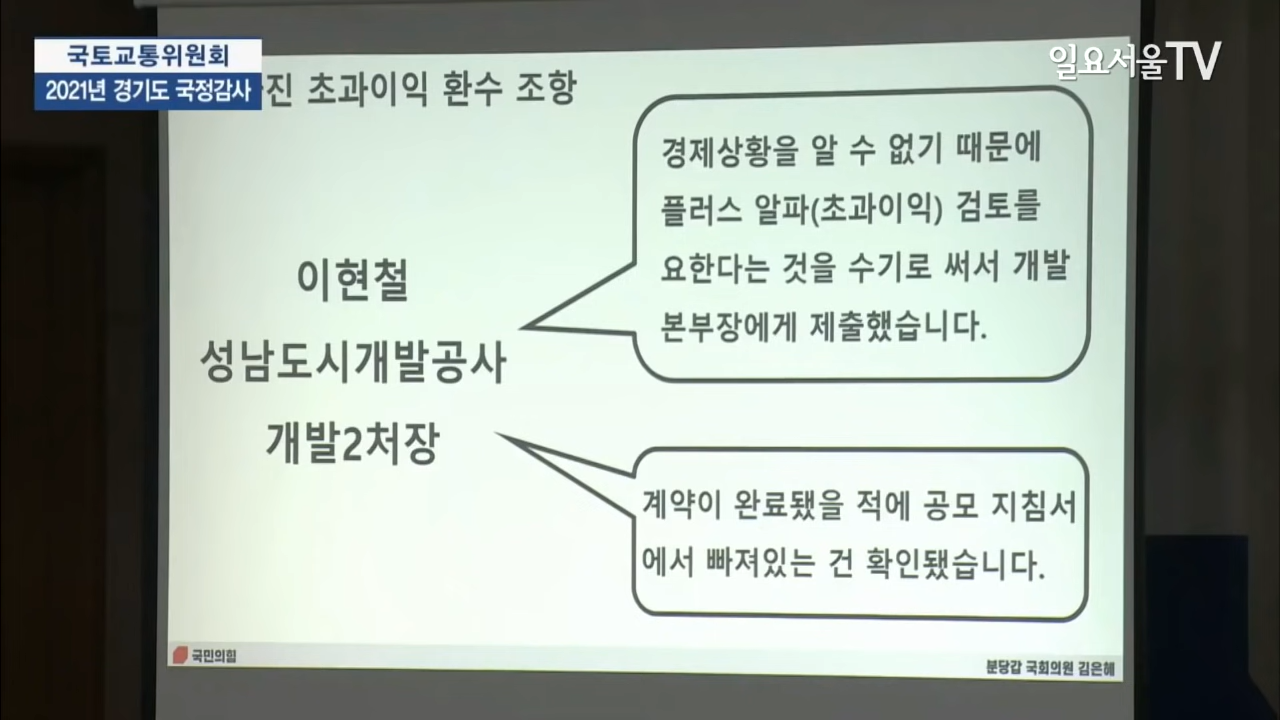 국토교통위원회
2021년 경기도 국정감사
일요서울TV
진 초과이익 환수 조항
경제상황을 알 수 없기 때문에
플러스 알파(초과이익) 검토를
요한다는 것을 수기로 써서 개발
본부장에게 제출했습니다.
이현철
성남도시개발공사
개발2처장
계약이 완료됐을 적에 공모 지침서
에서 빠져있는 건 확인됐습니다.
국민의힘
분당갑 국회의원 김은혜